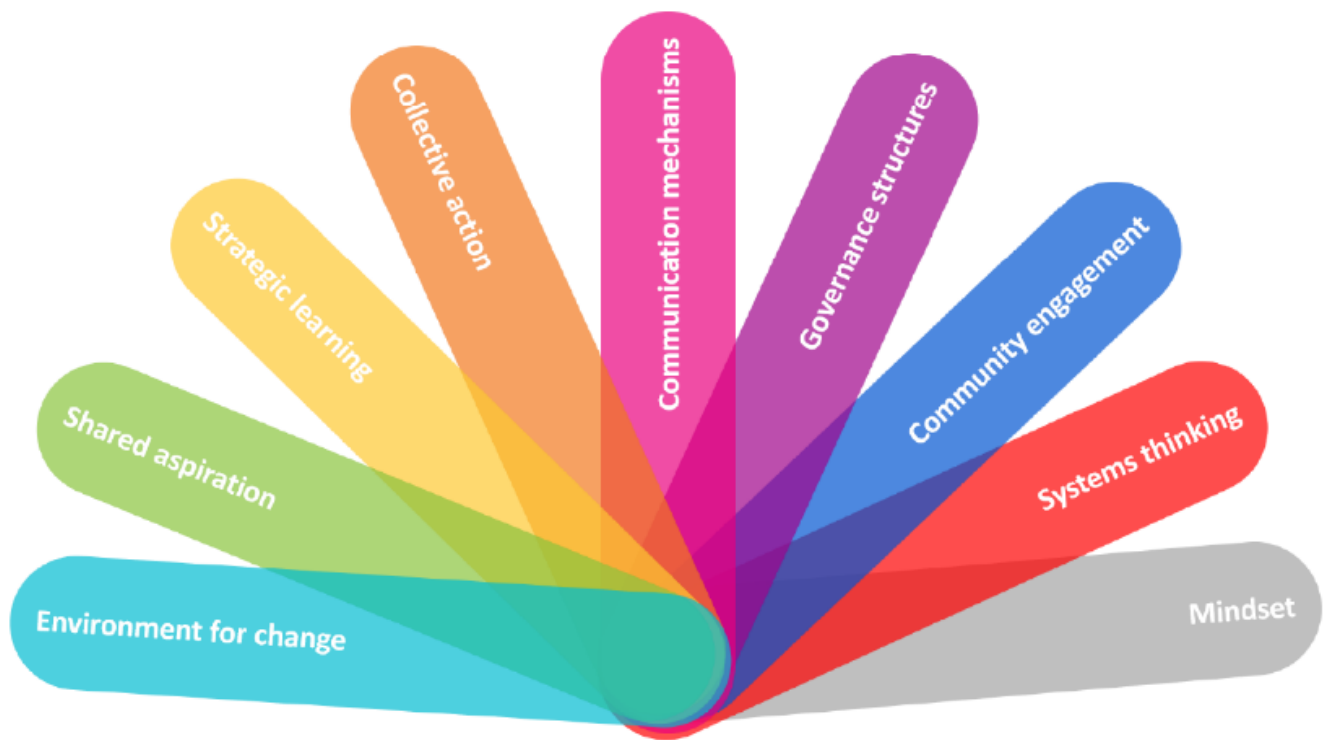 Environment for change
Shared aspiration
Strategic learning
Collective action
Communication mechanisms
Governance structures
Community engagement
Systems thinking
Mindset